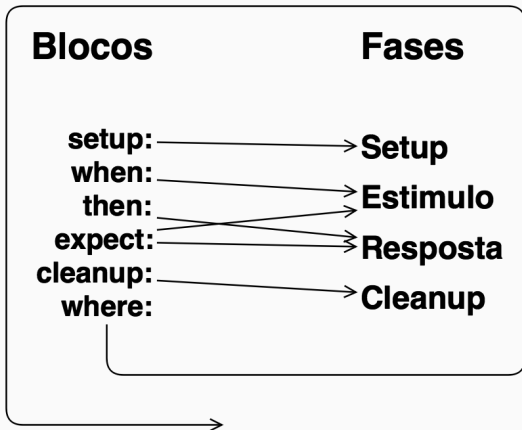 Blocos
Fases
setup:
when:
then:
expect:
cleanup:
where:
Setup
Estimulo
Resposta
Cleanup